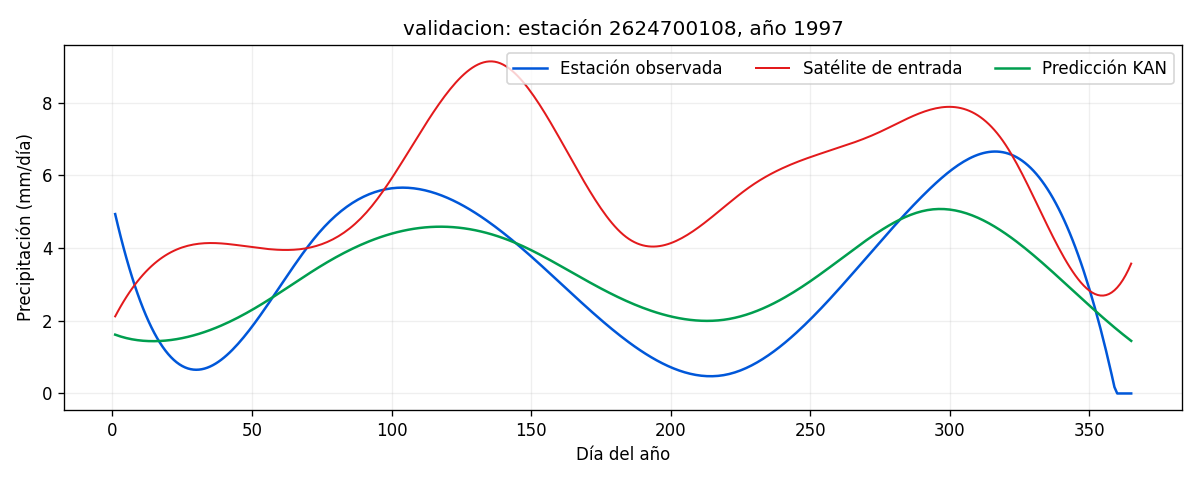 validacion: estación 2624700108, año 1997
Estación observada
Satélite de entrada
Predicción KAN
Precipitación (mm/día)
8
6
4
2
0
0 50 100 150 200 250 300 350
Día del año